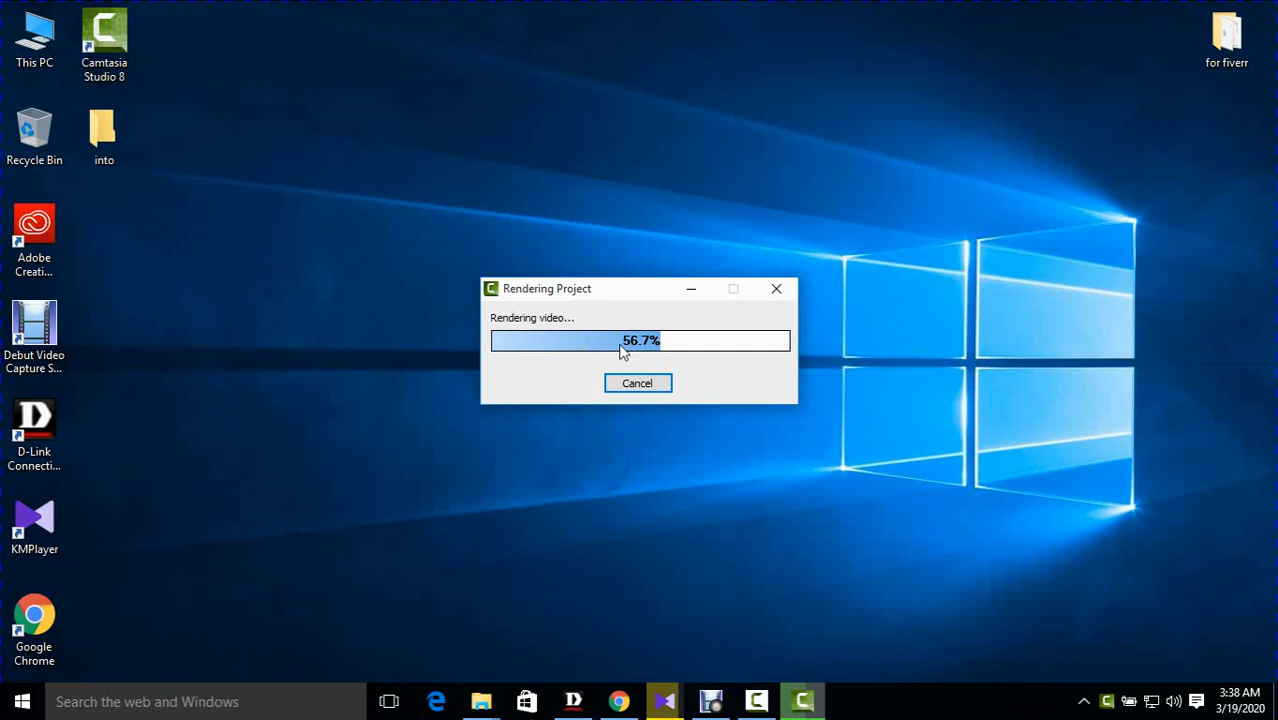 This PC
Camtasia
Studio 8
for fiverr
Recycle Bin
into
Adobe
Creati...
Rendering Project
Rendering video...
56.7%
Cancel
Debut Video
Capture S...
D-Link
Connecti...
KMPlayer
Google
Chrome
Search the web and Windows
3:38 AM
3/19/2020